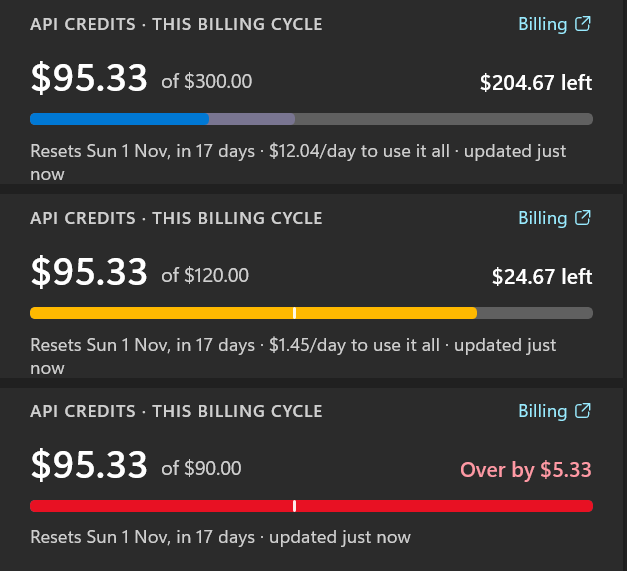 API CREDITS · THIS BILLING CYCLE
Billing
$95.33 of $300.00
$204.67 left
Resets Sun 1 Nov, in 17 days · $12.04/day to use it all · updated just
now
API CREDITS · THIS BILLING CYCLE
Billing
$95.33 of $120.00
$24.67 left
Resets Sun 1 Nov, in 17 days · $1.45/day to use it all · updated just
now
API CREDITS · THIS BILLING CYCLE
Billing
$95.33 of $90.00
Over by $5.33
Resets Sun 1 Nov, in 17 days · updated just now